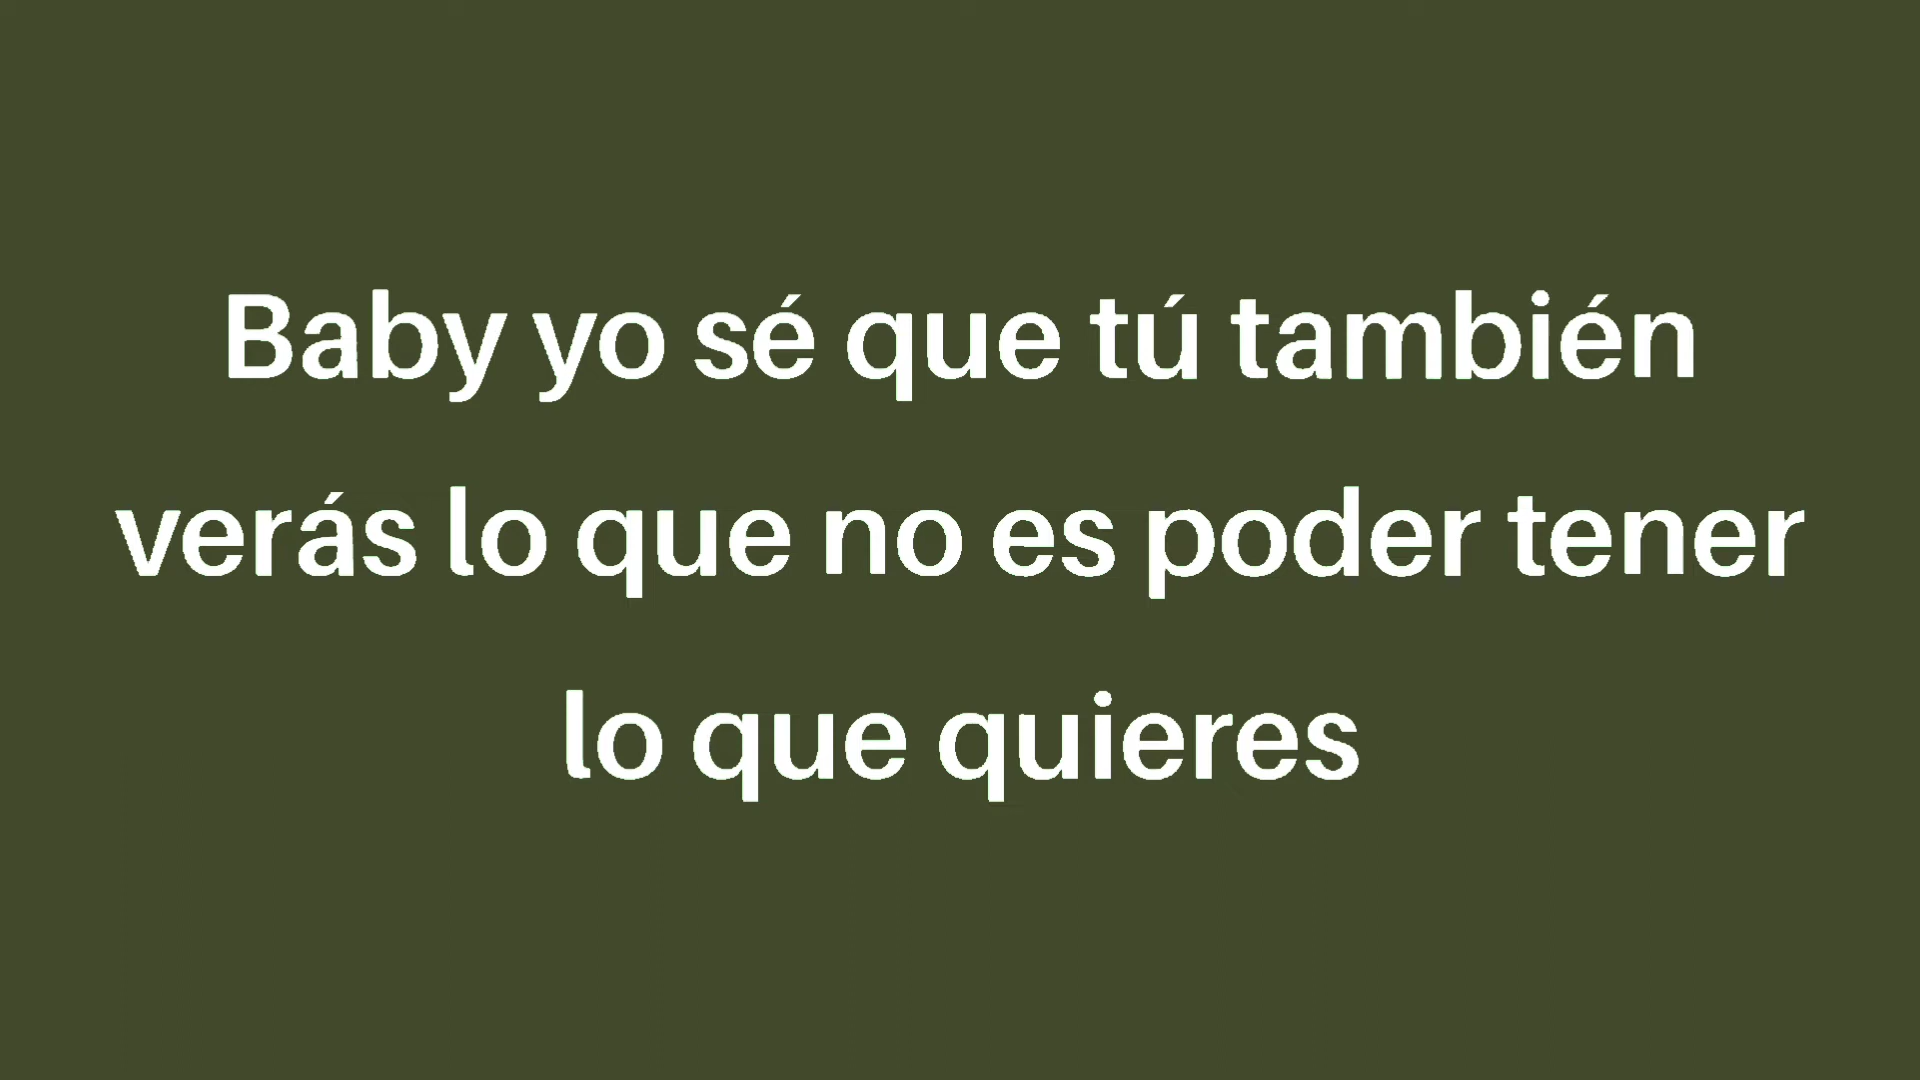 Baby yo sé que tú también
verás lo que no es poder tener
lo que quieres